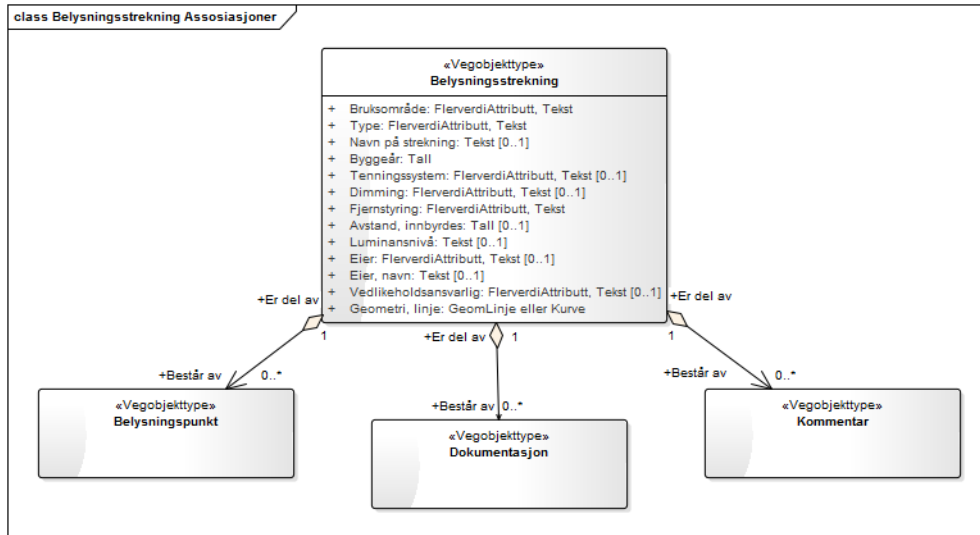 class Belysningsstrekning Assosiasjoner
«Vegobjekttype»
Belysningsstrekning
+ Bruksområde: FlerverdiAttributt, Tekst
+ Type: FlerverdiAttributt, Tekst
+ Navn på strekning: Tekst [0..1]
+ Byggeår: Tall
+ Tenningssystem: FlerverdiAttributt, Tekst [0..1]
+ Dimming: FlerverdiAttributt, Tekst [0..1]
+ Fjernstyring: FlerverdiAttributt, Tekst
+ Avstand, innbyrdes: Tall [0..1]
+ Luminansnivå: Tekst [0..1]
+ Eier: FlerverdiAttributt, Tekst [0..1]
+ Eier, navn: Tekst [0..1]
+ Vedlikeholdsansvarlig: FlerverdiAttributt, Tekst [0..1]
+ Geometri, linje: GeomLinje eller Kurve
+Er del av
1
+Er del av
1
+Er del av
1
+Består av
0..*
+Består av
0..*
+Består av
0..*
«Vegobjekttype»
Belysningspunkt
«Vegobjekttype»
Dokumentasjon
«Vegobjekttype»
Kommentar